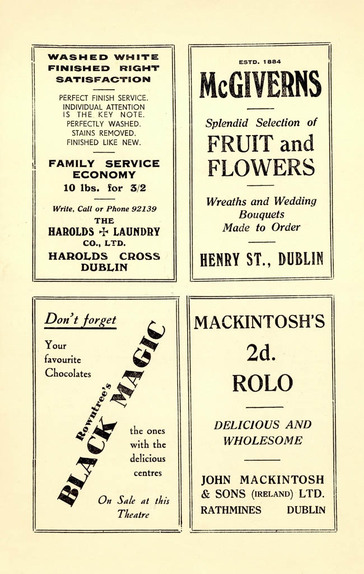 WASHED WHITE
FINISHED RIGHT
SATISFACTION
PERFECT FINISH SERVICE.
INDIVIDUAL ATTENTION
IS THE KEY NOTE.
PERFECTLY WASHED.
STAINS REMOVED.
FINISHED LIKE NEW.
FAMILY SERVICE
ECONOMY
10 lbs. for 3/2
Write, Call or Phone 92139
THE
HAROLDS ✠ LAUNDRY
CO., LTD.
HAROLDS CROSS
DUBLIN
ESTD. 1884
McGIVERNS
Splendid Selection of
FRUIT and
FLOWERS
Wreaths and Wedding
Bouquets
Made to Order
HENRY ST., DUBLIN
Don't forget
Your
favourite
Chocolates
Rowntree's
BLACK MAGIC
the ones
with the
delicious
centres
On Sale at this
Theatre
MACKINTOSH'S
2d.
ROLO
DELICIOUS AND
WHOLESOME
JOHN MACKINTOSH
& SONS (IRELAND) LTD.
RATHMINES DUBLIN